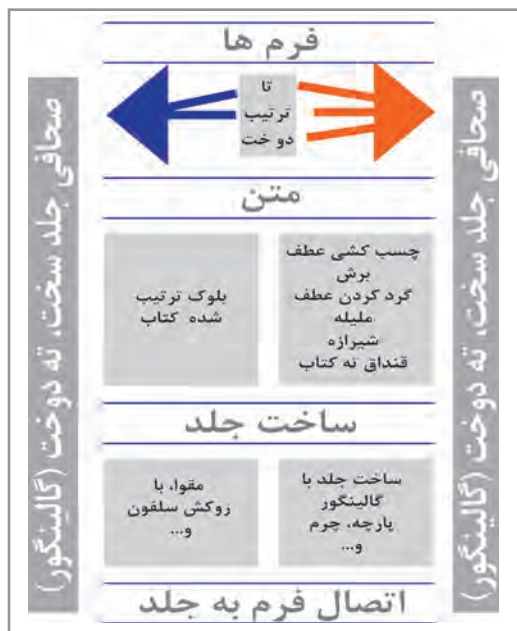 فرم ها
صحافی جلد سخت، ته دوخت (گالینگور)
تا
ترتیب
دوخت
صحافی جلد سخت، ته دوخت (گالینگور)
متن
چسب کشی عطف
برش
گرد کردن عطف
ملیله
شیرازه
قنداق ته کتاب
بلوک ترتیب
شده کتاب
ساخت جلد
ساخت جلد با
گالینگور
پارچه، چرم
و...
مقوا، با
روکش سلفون
و...
اتصال فرم به جلد